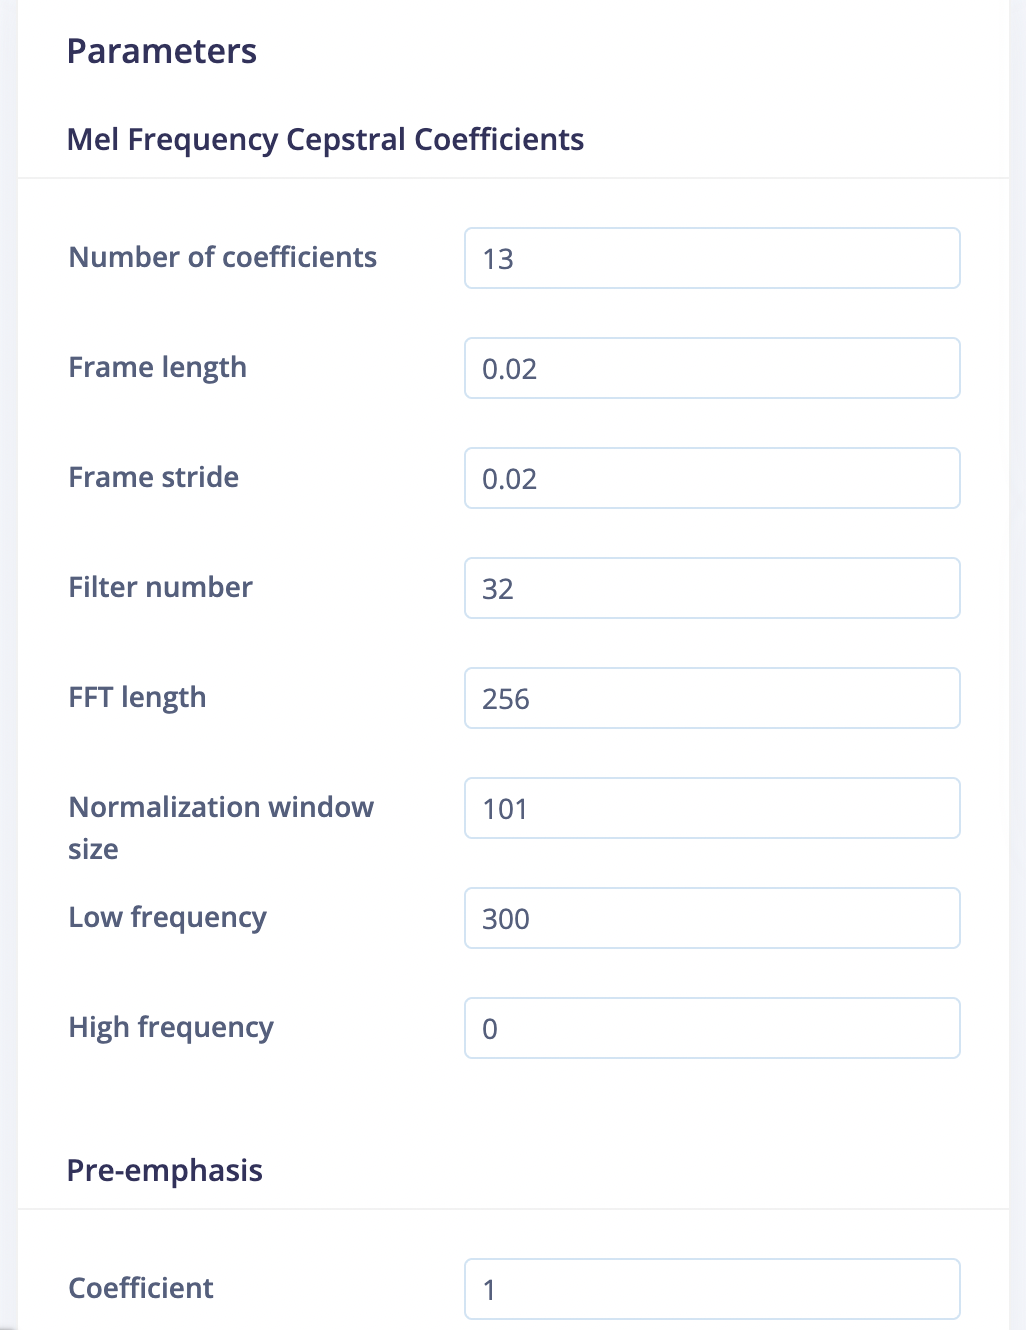 Parameters
Mel Frequency Cepstral Coefficients
Number of coefficients 13
Frame length 0.02
Frame stride 0.02
Filter number 32
FFT length 256
Normalization window 101
size
Low frequency 300
High frequency 0
Pre-emphasis
Coefficient 1